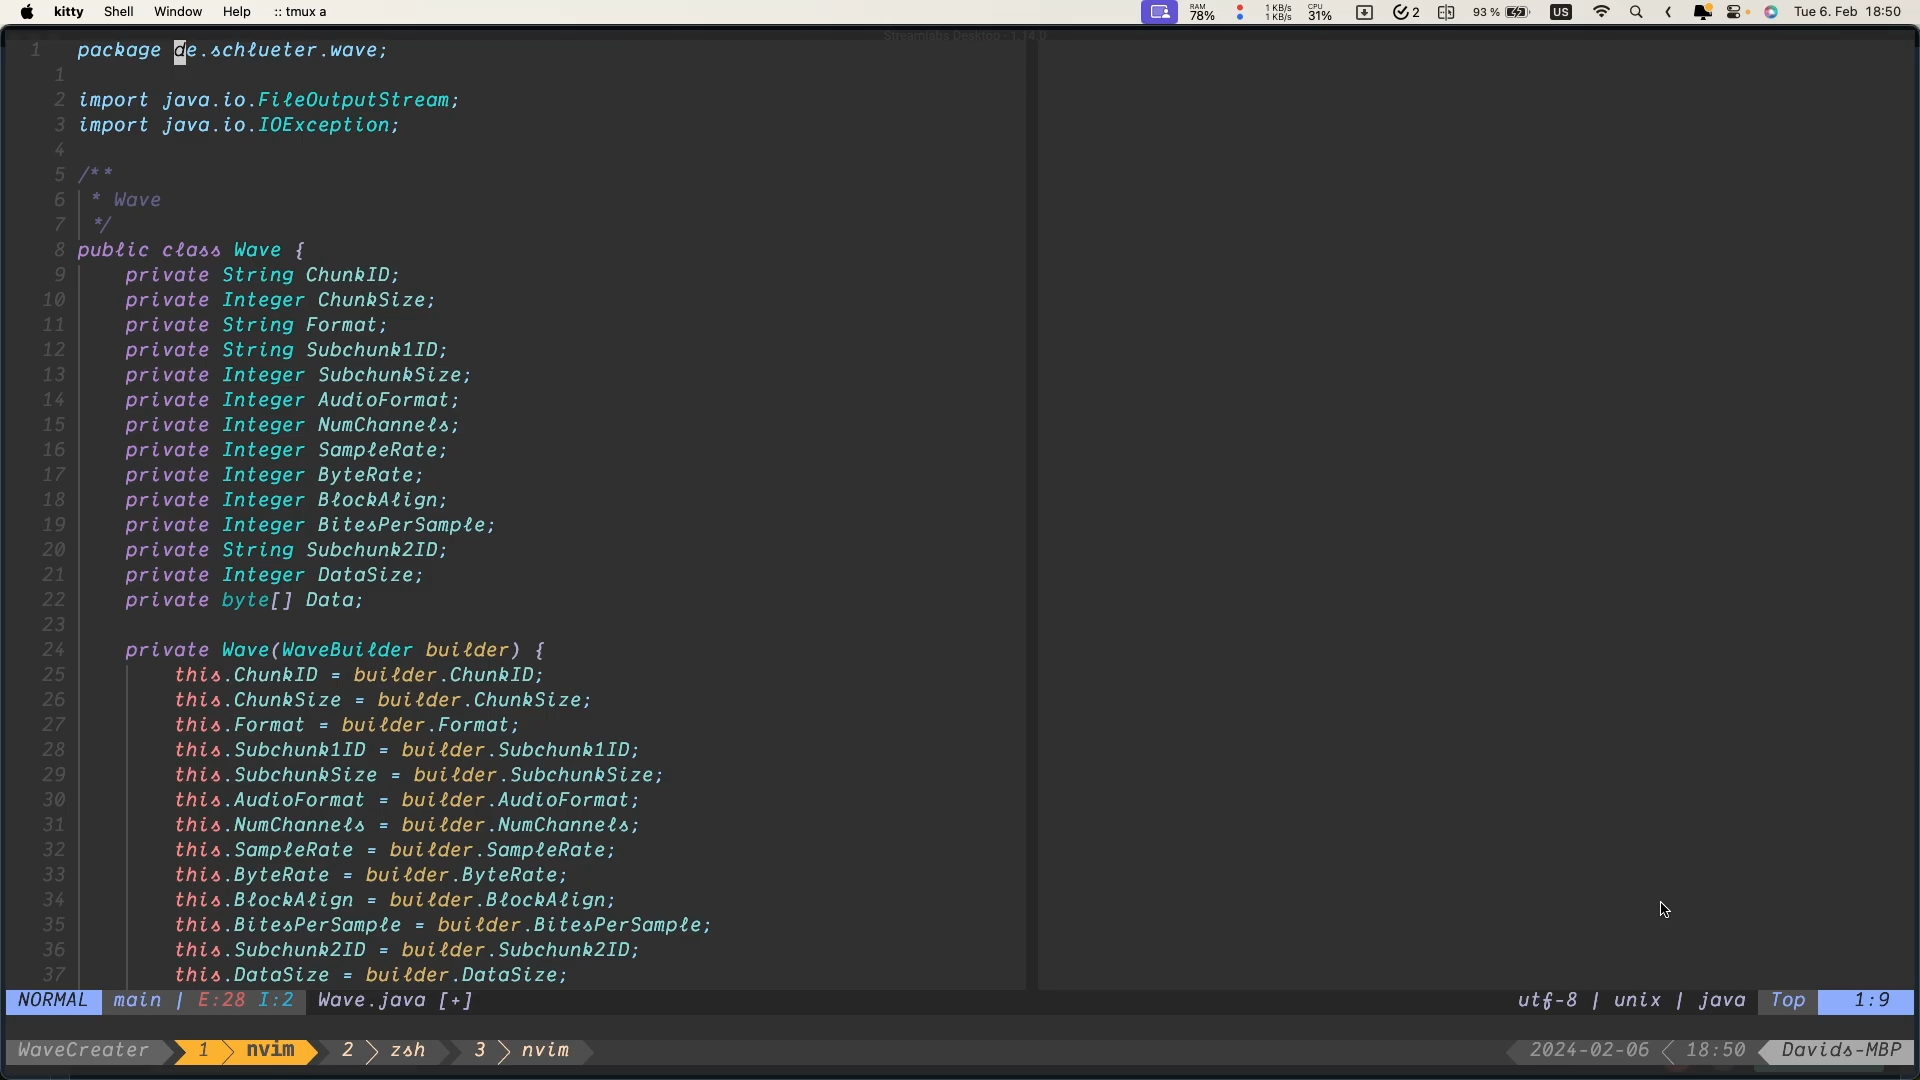 kitty Shell Window Help :: tmux a RAM 78% 1 KB/s 1 KB/s CPU 31% 2 93 % US Tue 6. Feb 18:50
Streamlabs Desktop - 1.14.0
1 package de.schlueter.wave;
1
2 import java.io.FileOutputStream;
3 import java.io.IOException;
4
5 /**
6 * Wave
7 */
8 public class Wave {
9 private String ChunkID;
10 private Integer ChunkSize;
11 private String Format;
12 private String Subchunk1ID;
13 private Integer SubchunkSize;
14 private Integer AudioFormat;
15 private Integer NumChannels;
16 private Integer SampleRate;
17 private Integer ByteRate;
18 private Integer BlockAlign;
19 private Integer BitesPerSample;
20 private String Subchunk2ID;
21 private Integer DataSize;
22 private byte[] Data;
23
24 private Wave(WaveBuilder builder) {
25 this.ChunkID = builder.ChunkID;
26 this.ChunkSize = builder.ChunkSize;
27 this.Format = builder.Format;
28 this.Subchunk1ID = builder.Subchunk1ID;
29 this.SubchunkSize = builder.SubchunkSize;
30 this.AudioFormat = builder.AudioFormat;
31 this.NumChannels = builder.NumChannels;
32 this.SampleRate = builder.SampleRate;
33 this.ByteRate = builder.ByteRate;
34 this.BlockAlign = builder.BlockAlign;
35 this.BitesPerSample = builder.BitesPerSample;
36 this.Subchunk2ID = builder.Subchunk2ID;
37 this.DataSize = builder.DataSize;
NORMAL main | E:28 I:2 Wave.java [+] utf-8 | unix | java Top 1:9
WaveCreater 1 nvim 2 zsh 3 nvim 2024-02-06 18:50 Davids-MBP